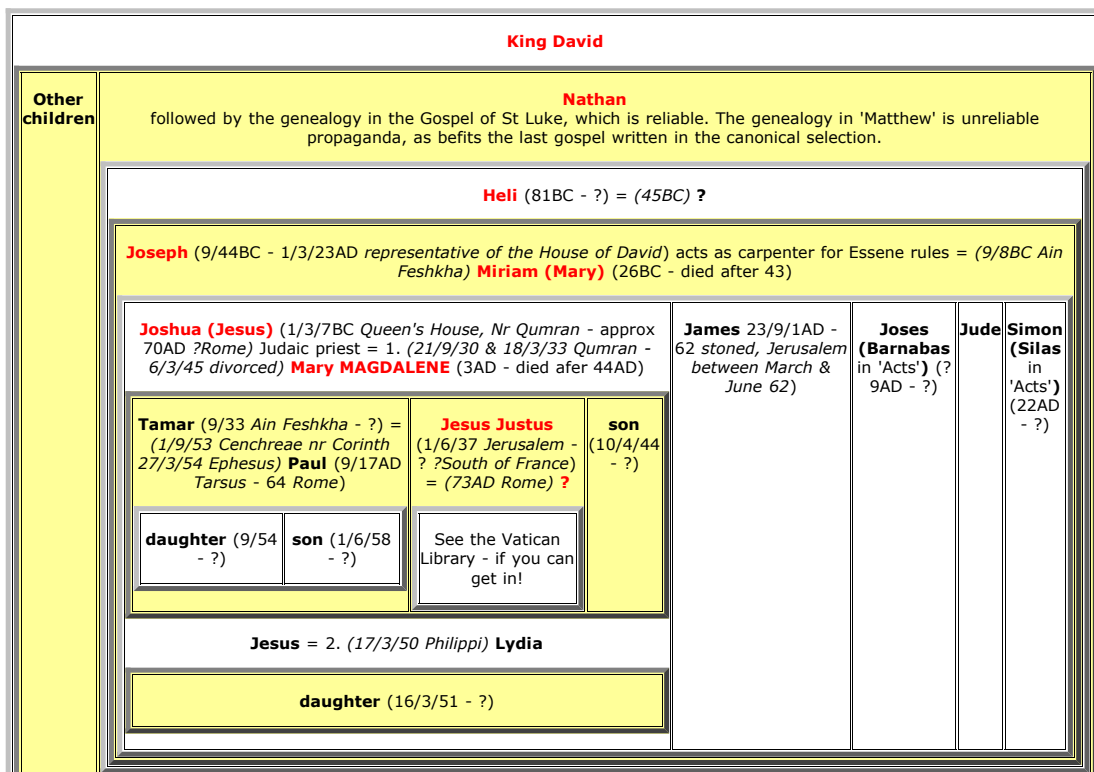 King David
Other
children
Nathan
followed by the genealogy in the Gospel of St Luke, which is reliable. The genealogy in 'Matthew' is unreliable
propaganda, as befits the last gospel written in the canonical selection.
Heli (81BC - ?) = (45BC) ?
Joseph (9/44BC - 1/3/23AD representative of the House of David) acts as carpenter for Essene rules = (9/8BC Ain
Feshkha) Miriam (Mary) (26BC - died after 43)
Joshua (Jesus) (1/3/7BC Queen's House, Nr Qumran - approx
70AD ?Rome) Judaic priest = 1. (21/9/30 & 18/3/33 Qumran -
6/3/45 divorced) Mary MAGDALENE (3AD - died afer 44AD)
Tamar (9/33 Ain Feshkha - ?) =
(1/9/53 Cenchreae nr Corinth
27/3/54 Ephesus) Paul (9/17AD
Tarsus - 64 Rome)
daughter (9/54
- ?)
son (1/6/58
- ?)
Jesus Justus
(1/6/37 Jerusalem -
? ?South of France)
= (73AD Rome) ?
See the Vatican
Library - if you can
get in!
son
(10/4/44
- ?)
Jesus = 2. (17/3/50 Philippi) Lydia
daughter (16/3/51 - ?)
James 23/9/1AD -
62 stoned, Jerusalem
between March &
June 62)
Joses
(Barnabas
in 'Acts') (?
9AD - ?)
Jude
Simon
(Silas
in
'Acts')
(22AD
- ?)